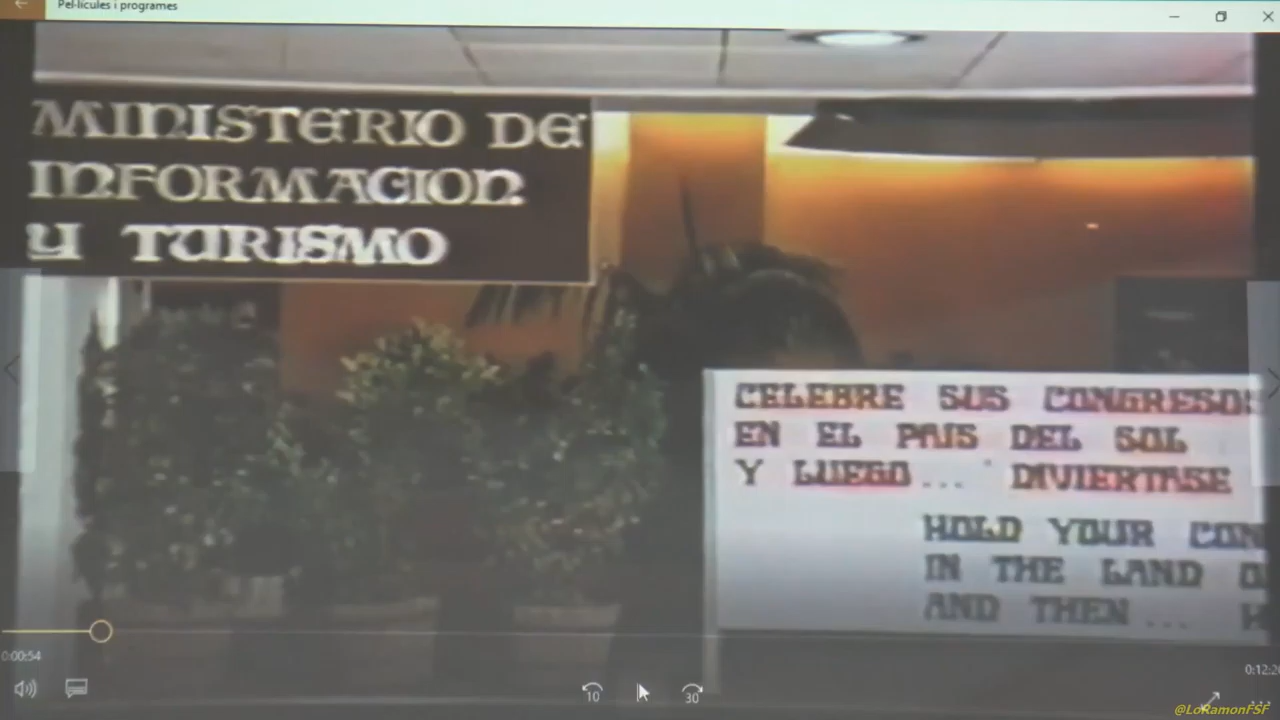 Pel·lícules i programes
MINISTERIO DE
INFORMACION
Y TURISMO
CELEBRE SUS CONGRESOS
EN EL PAIS DEL SOL
Y LUEGO... DIVIERTASE
HOLD YOUR
IN THE LAND
AND THEN...
0:00:54
0:12:2
10
30
@LoRamonFSF